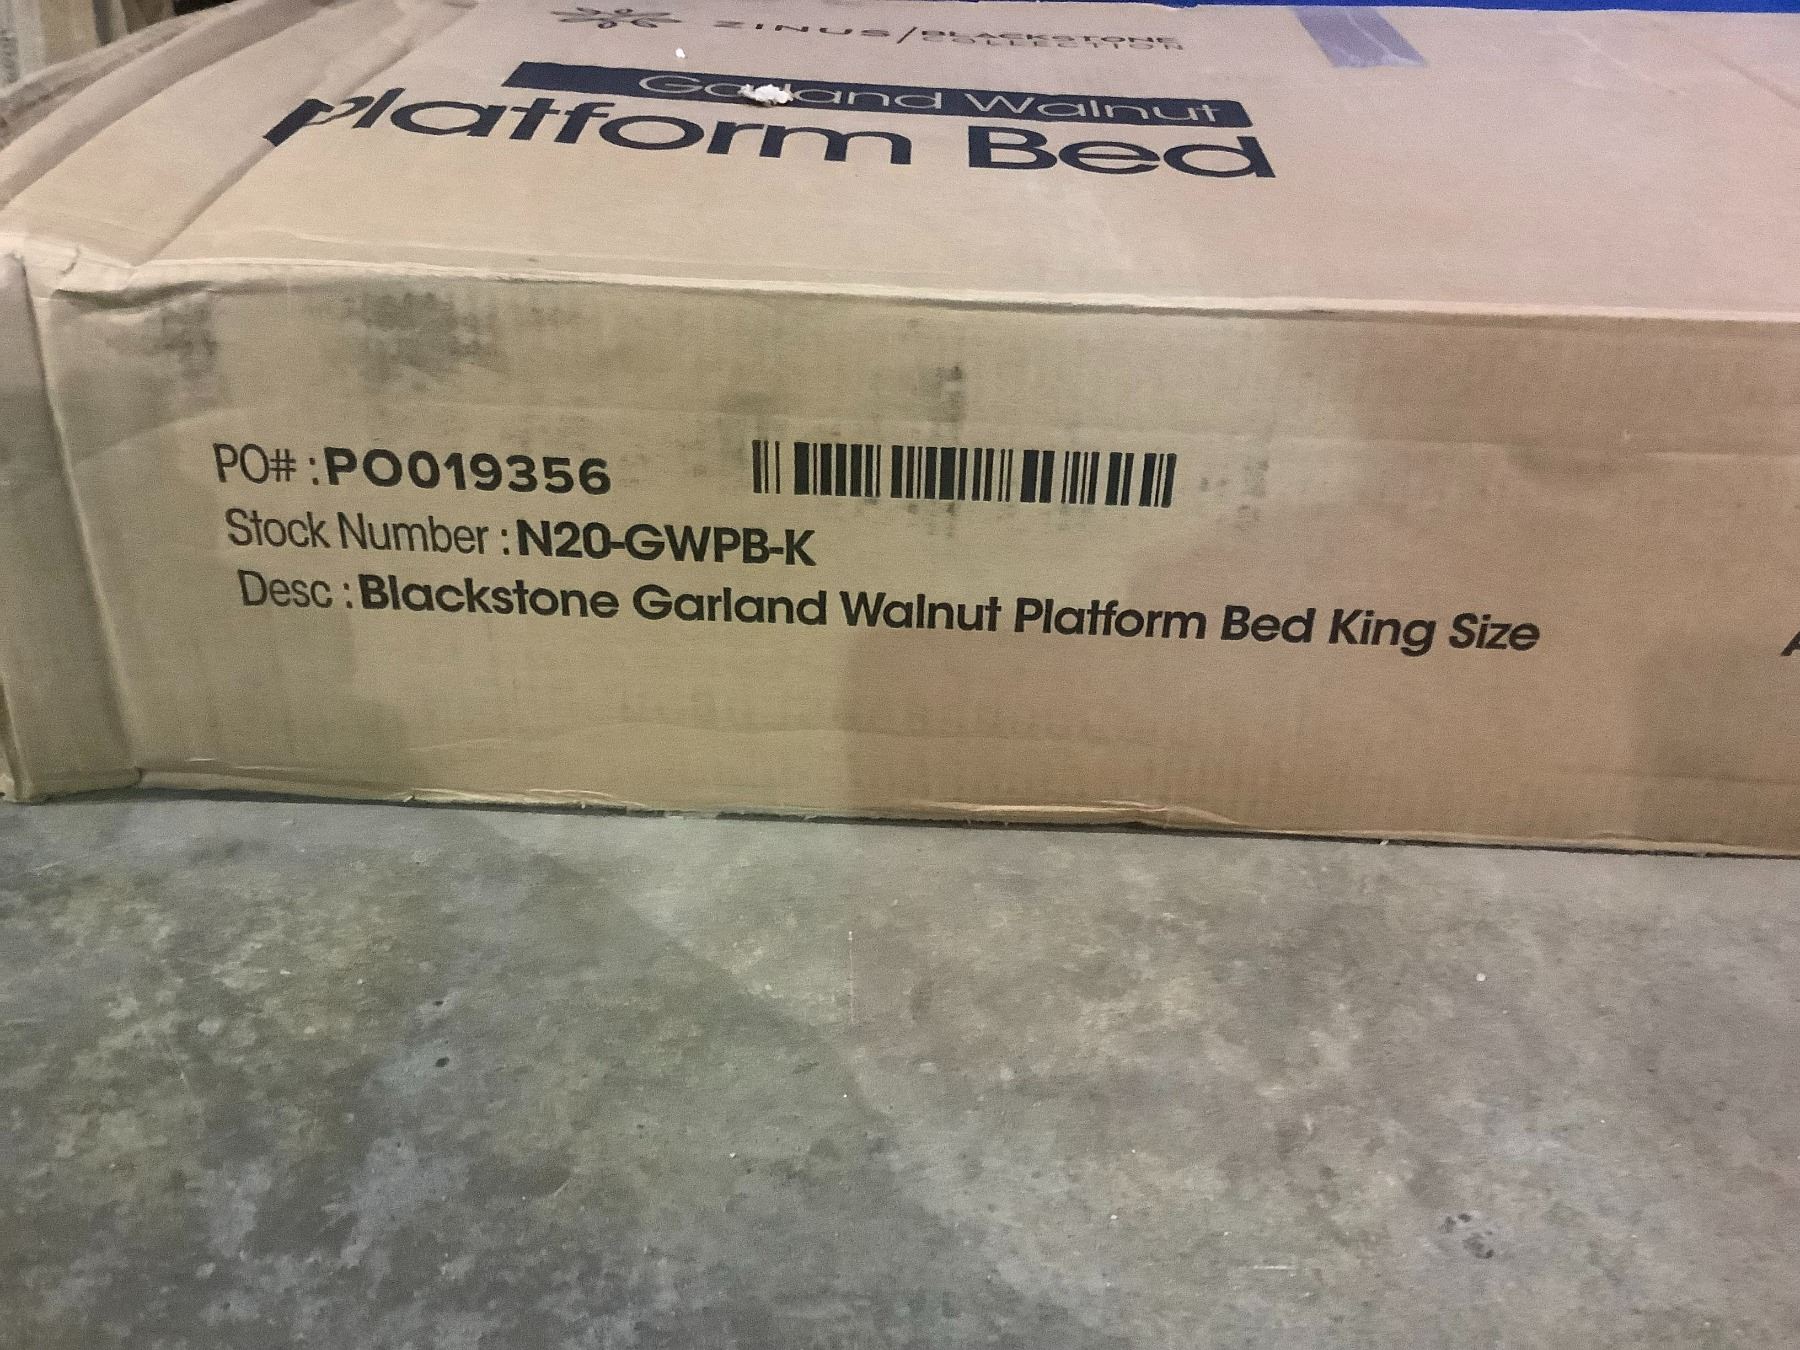 ZINUS/BLACKSTONE COLLECTION
Garland Walnut
Platform Bed
PO# : PO019356
Stock Number : N20-GWPB-K
Desc : Blackstone Garland Walnut Platform Bed King Size